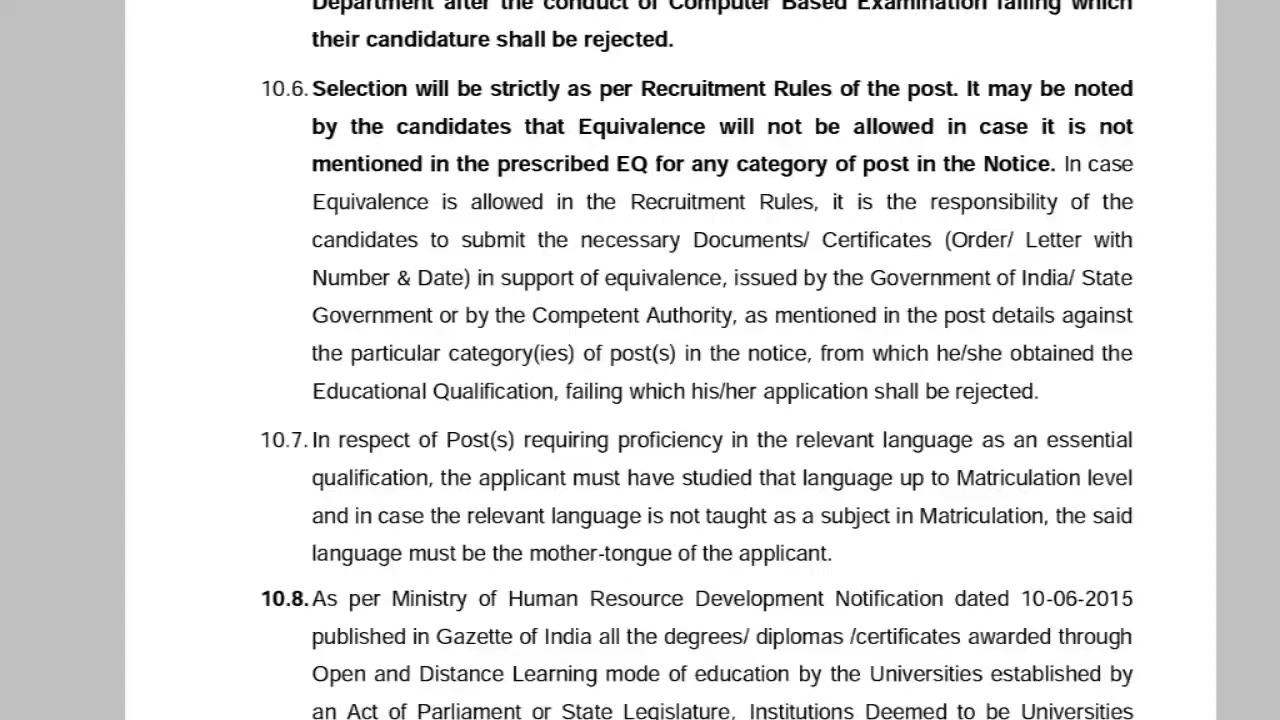 Department after the conduct of Computer Based Examination failing which
their candidature shall be rejected.
10.6. Selection will be strictly as per Recruitment Rules of the post. It may be noted
by the candidates that Equivalence will not be allowed in case it is not
mentioned in the prescribed EQ for any category of post in the Notice. In case
Equivalence is allowed in the Recruitment Rules, it is the responsibility of the
candidates to submit the necessary Documents/ Certificates (Order/ Letter with
Number & Date) in support of equivalence, issued by the Government of India/ State
Government or by the Competent Authority, as mentioned in the post details against
the particular category(ies) of post(s) in the notice, from which he/she obtained the
Educational Qualification, failing which his/her application shall be rejected.
10.7. In respect of Post(s) requiring proficiency in the relevant language as an essential
qualification, the applicant must have studied that language up to Matriculation level
and in case the relevant language is not taught as a subject in Matriculation, the said
language must be the mother-tongue of the applicant.
10.8. As per Ministry of Human Resource Development Notification dated 10-06-2015
published in Gazette of India all the degrees/ diplomas /certificates awarded through
Open and Distance Learning mode of education by the Universities established by
an Act of Parliament or State Legislature, Institutions Deemed to be Universities